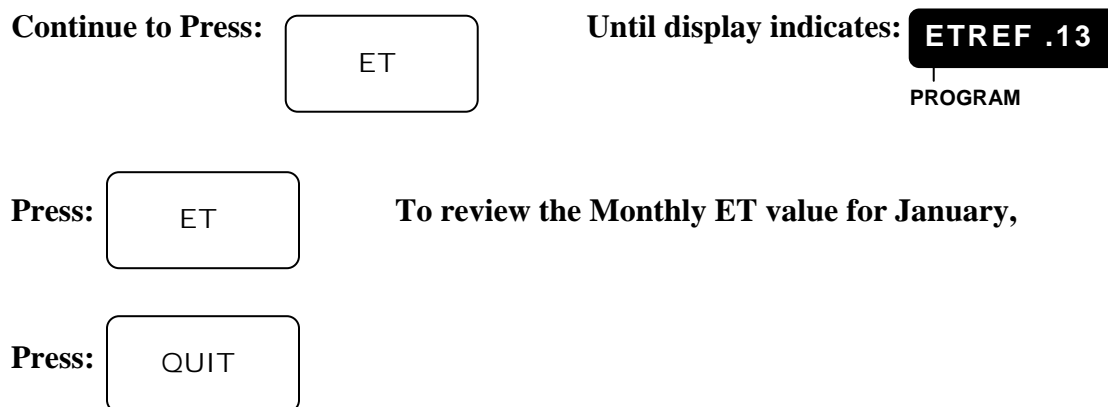 Continue to Press: ET Until display indicates: ETREF .13
PROGRAM
Press: ET To review the Monthly ET value for January,
Press: QUIT